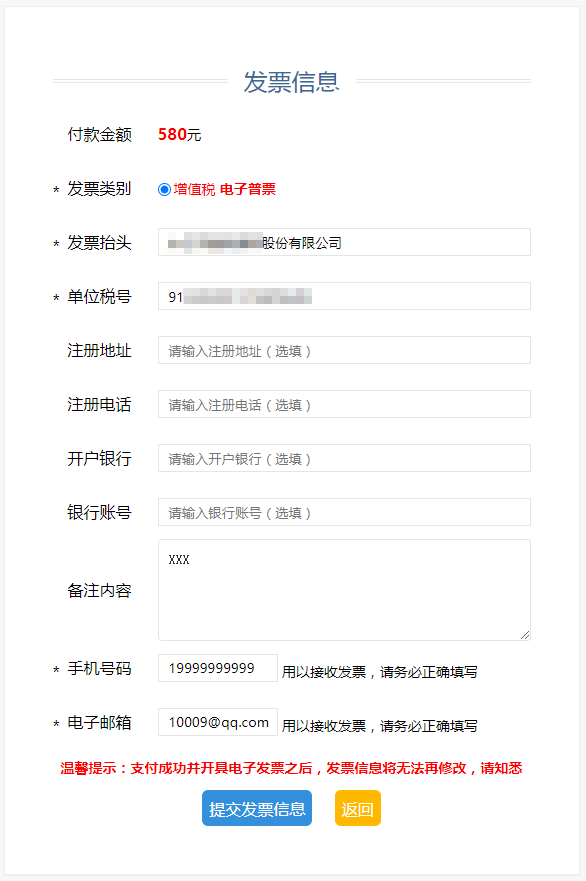 发票信息
付款金额 580元
* 发票类别 增值税 电子普票
* 发票抬头 股份有限公司
* 单位税号 91
注册地址 请输入注册地址（选填）
注册电话 请输入注册电话（选填）
开户银行 请输入开户银行（选填）
银行账号 请输入银行账号（选填）
备注内容 XXX
* 手机号码 19999999999 用以接收发票，请务必正确填写
* 电子邮箱 10009@qq.com 用以接收发票，请务必正确填写
温馨提示：支付成功并开具电子发票之后，发票信息将无法再修改，请知悉
提交发票信息 返回